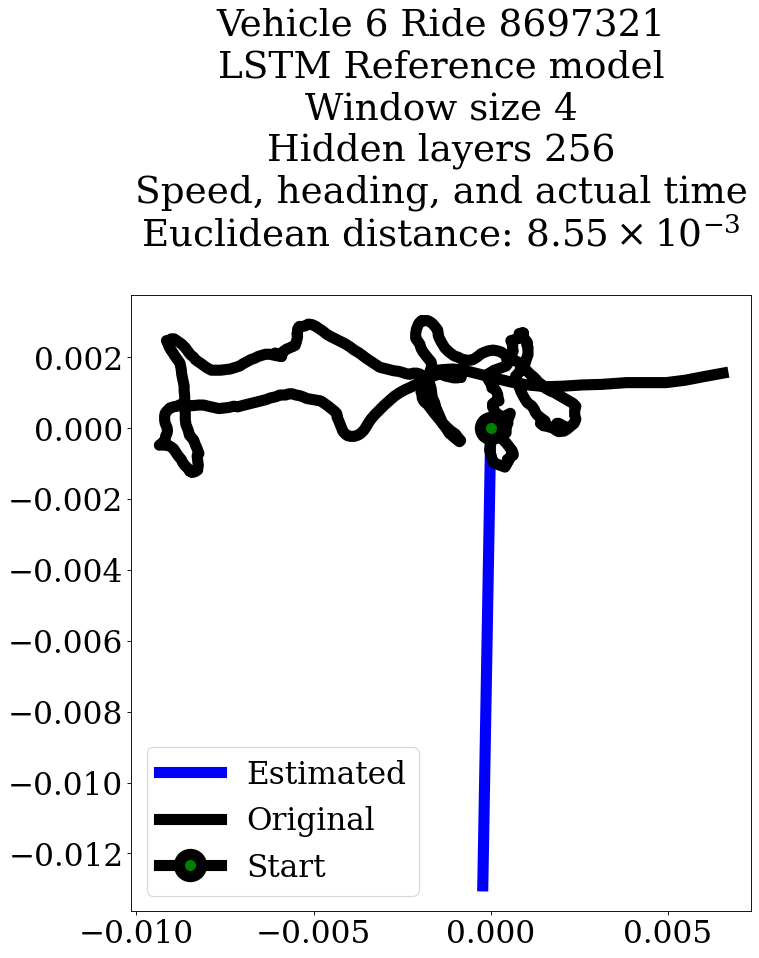 Vehicle 6 Ride 8697321
LSTM Reference model
Window size 4
Hidden layers 256
Speed, heading, and actual time
Euclidean distance: 8.55 × 10⁻³
0.002
0.000
−0.002
−0.004
−0.006
−0.008
−0.010
−0.012
Estimated
Original
Start
−0.010 −0.005 0.000 0.005